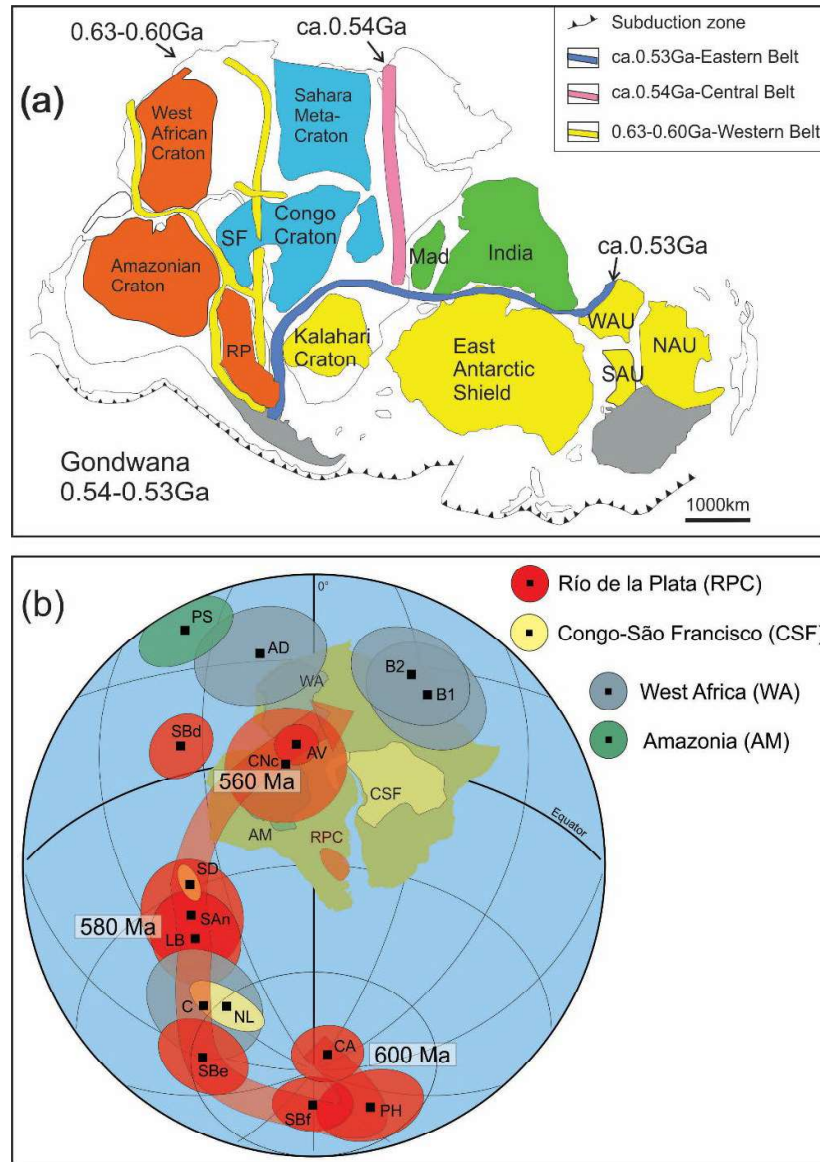 0.63-0.60Ga
ca.0.54Ga
Subduction zone
ca.0.53Ga-Eastern Belt
ca.0.54Ga-Central Belt
0.63-0.60Ga-Western Belt
(a)
West
African
Craton
Sahara
Meta-
Craton
SF
Congo
Craton
Amazonian
Craton
Mad
India
ca.0.53Ga
RP
Kalahari
Craton
East
Antarctic
Shield
WAU
NAU
SAU
Gondwana
0.54-0.53Ga
1000km
(b)
0°
Río de la Plata (RPC)
Congo-São Francisco (CSF)
West Africa (WA)
Amazonia (AM)
PS
AD
WA
B2
B1
SBd
AV
CNc
560 Ma
CSF
AM
RPC
Equator
SD
SAn
580 Ma
LB
C
NL
SBe
CA
600 Ma
SBf
PH